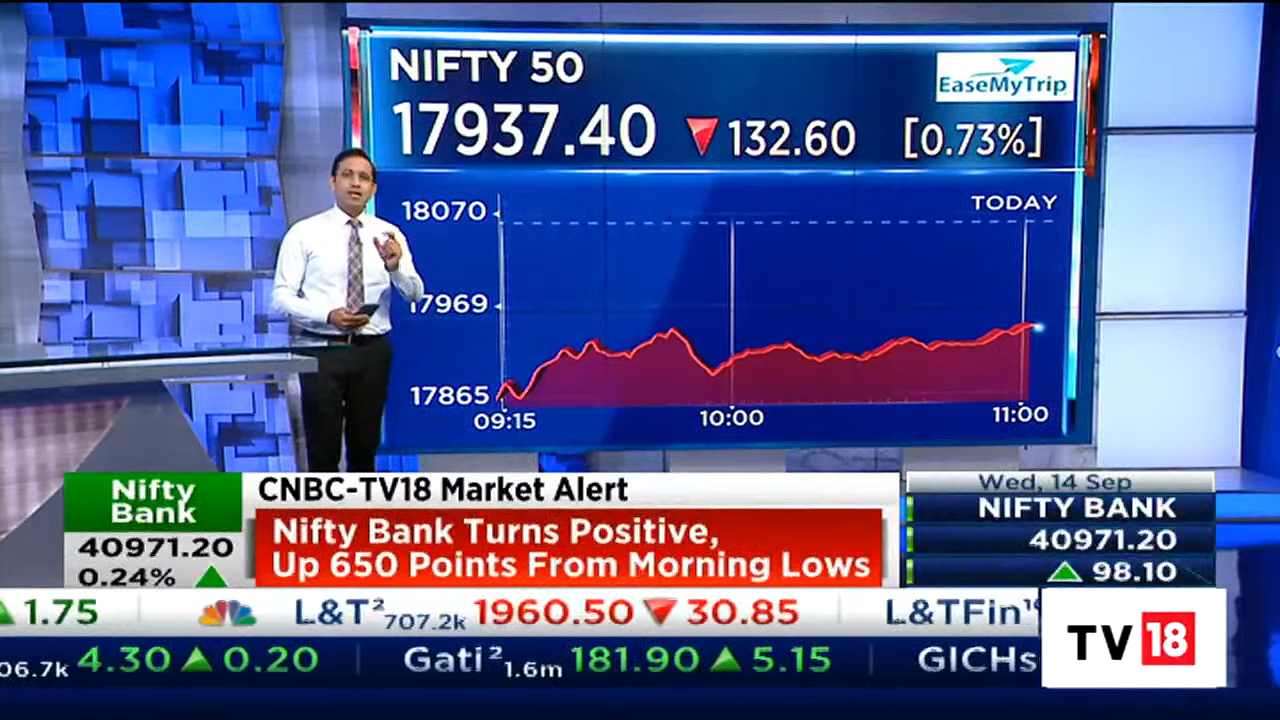 NIFTY 50
EaseMyTrip
17937.40 ▼ 132.60 [0.73%]
TODAY
18070
17969
17865
09:15 10:00 11:00
Nifty
Bank
40971.20
0.24% ▲
CNBC-TV18 Market Alert
Nifty Bank Turns Positive,
Up 650 Points From Morning Lows
Wed, 14 Sep
NIFTY BANK
40971.20
▲ 98.10
▲ 1.75 L&T² 707.2k 1960.50 ▼ 30.85 L&TFin
06.7k 4.30 ▲ 0.20 Gati² 1.6m 181.90 ▲ 5.15 GICHs
TV18